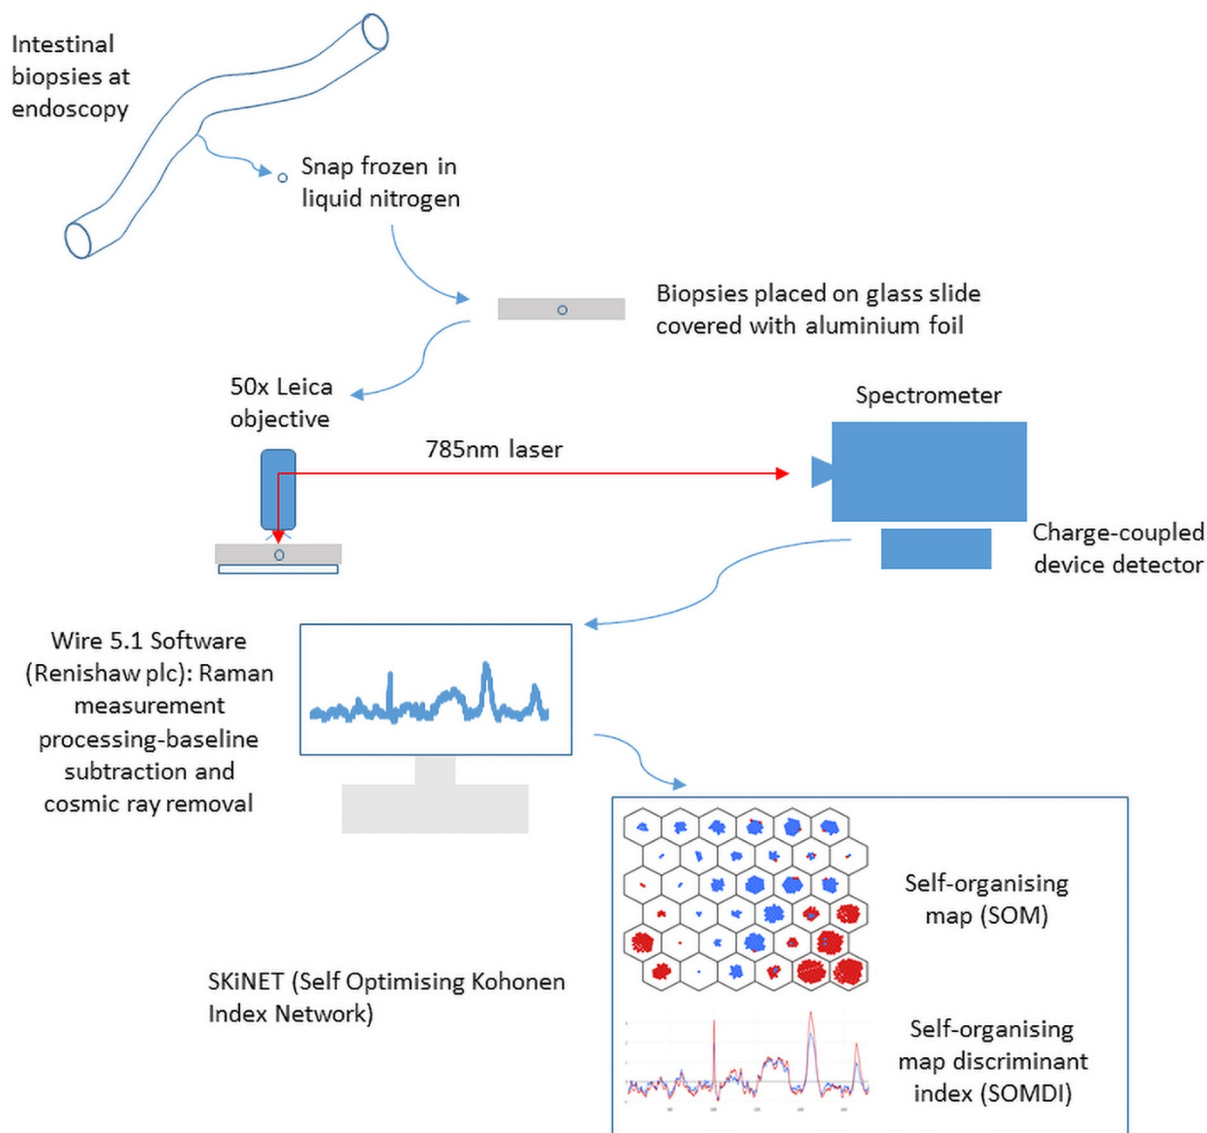 Intestinal
biopsies at
endoscopy
Snap frozen in
liquid nitrogen
Biopsies placed on glass slide
covered with aluminium foil
50x Leica
objective
785nm laser
Spectrometer
Charge-coupled
device detector
Wire 5.1 Software
(Renishaw plc): Raman
measurement
processing-baseline
subtraction and
cosmic ray removal
Self-organising
map (SOM)
SKiNET (Self Optimising Kohonen
Index Network)
Self-organising
map discriminant
index (SOMDI)